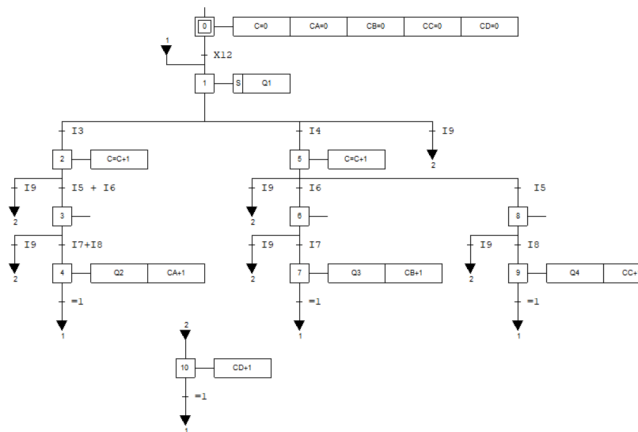 0 C=0 CA=0 CB=0 CC=0 CD=0
1
X12
1 S Q1
I3 I4 I9
2 C=C+1 5 C=C+1
2
I9 I5 + I6 I9 I6 I5
3 6 8
2 2
I9 I7+I8 I9 I7 I9 I8
4 Q2 CA+1 7 Q3 CB+1 9 Q4 CC+
2 2 2
=1 =1 =1
1 1 1
2
10 CD+1
=1
1